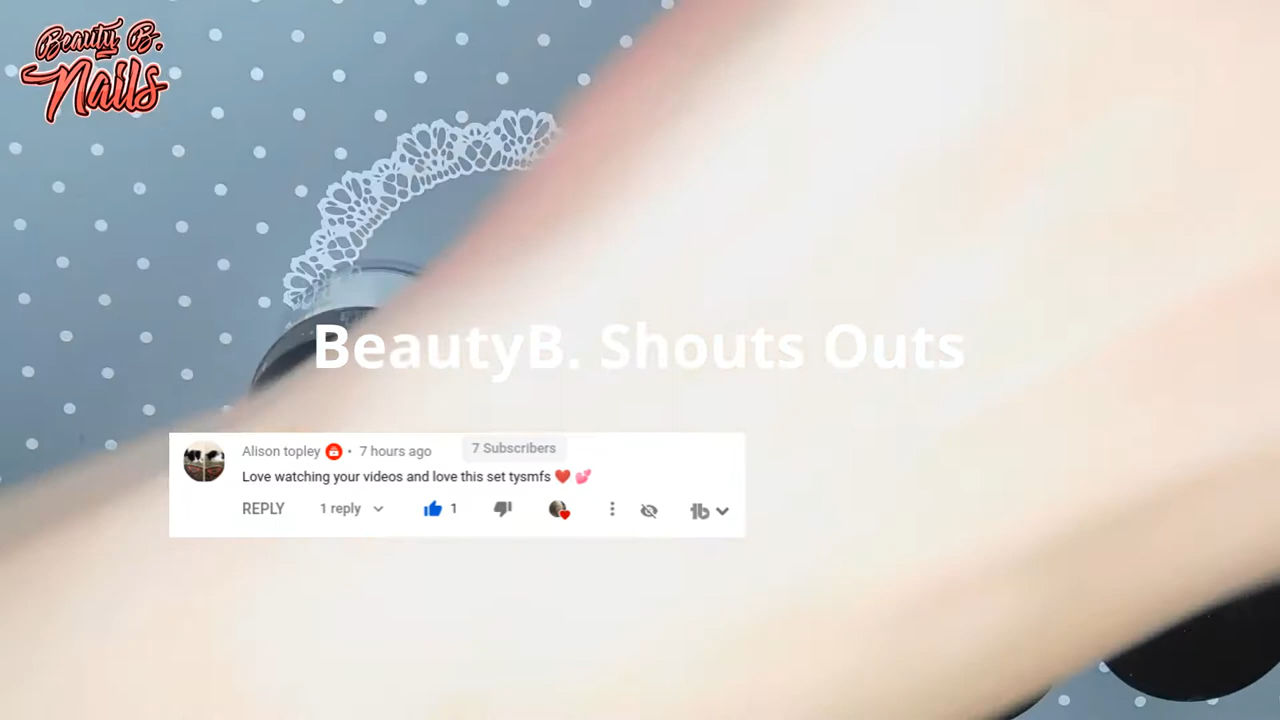 Beauty B.
Nails
BeautyB. Shouts Outs
Alison topley • 7 hours ago 7 Subscribers
Love watching your videos and love this set tysmfs ❤️ 💕
REPLY 1 reply 1